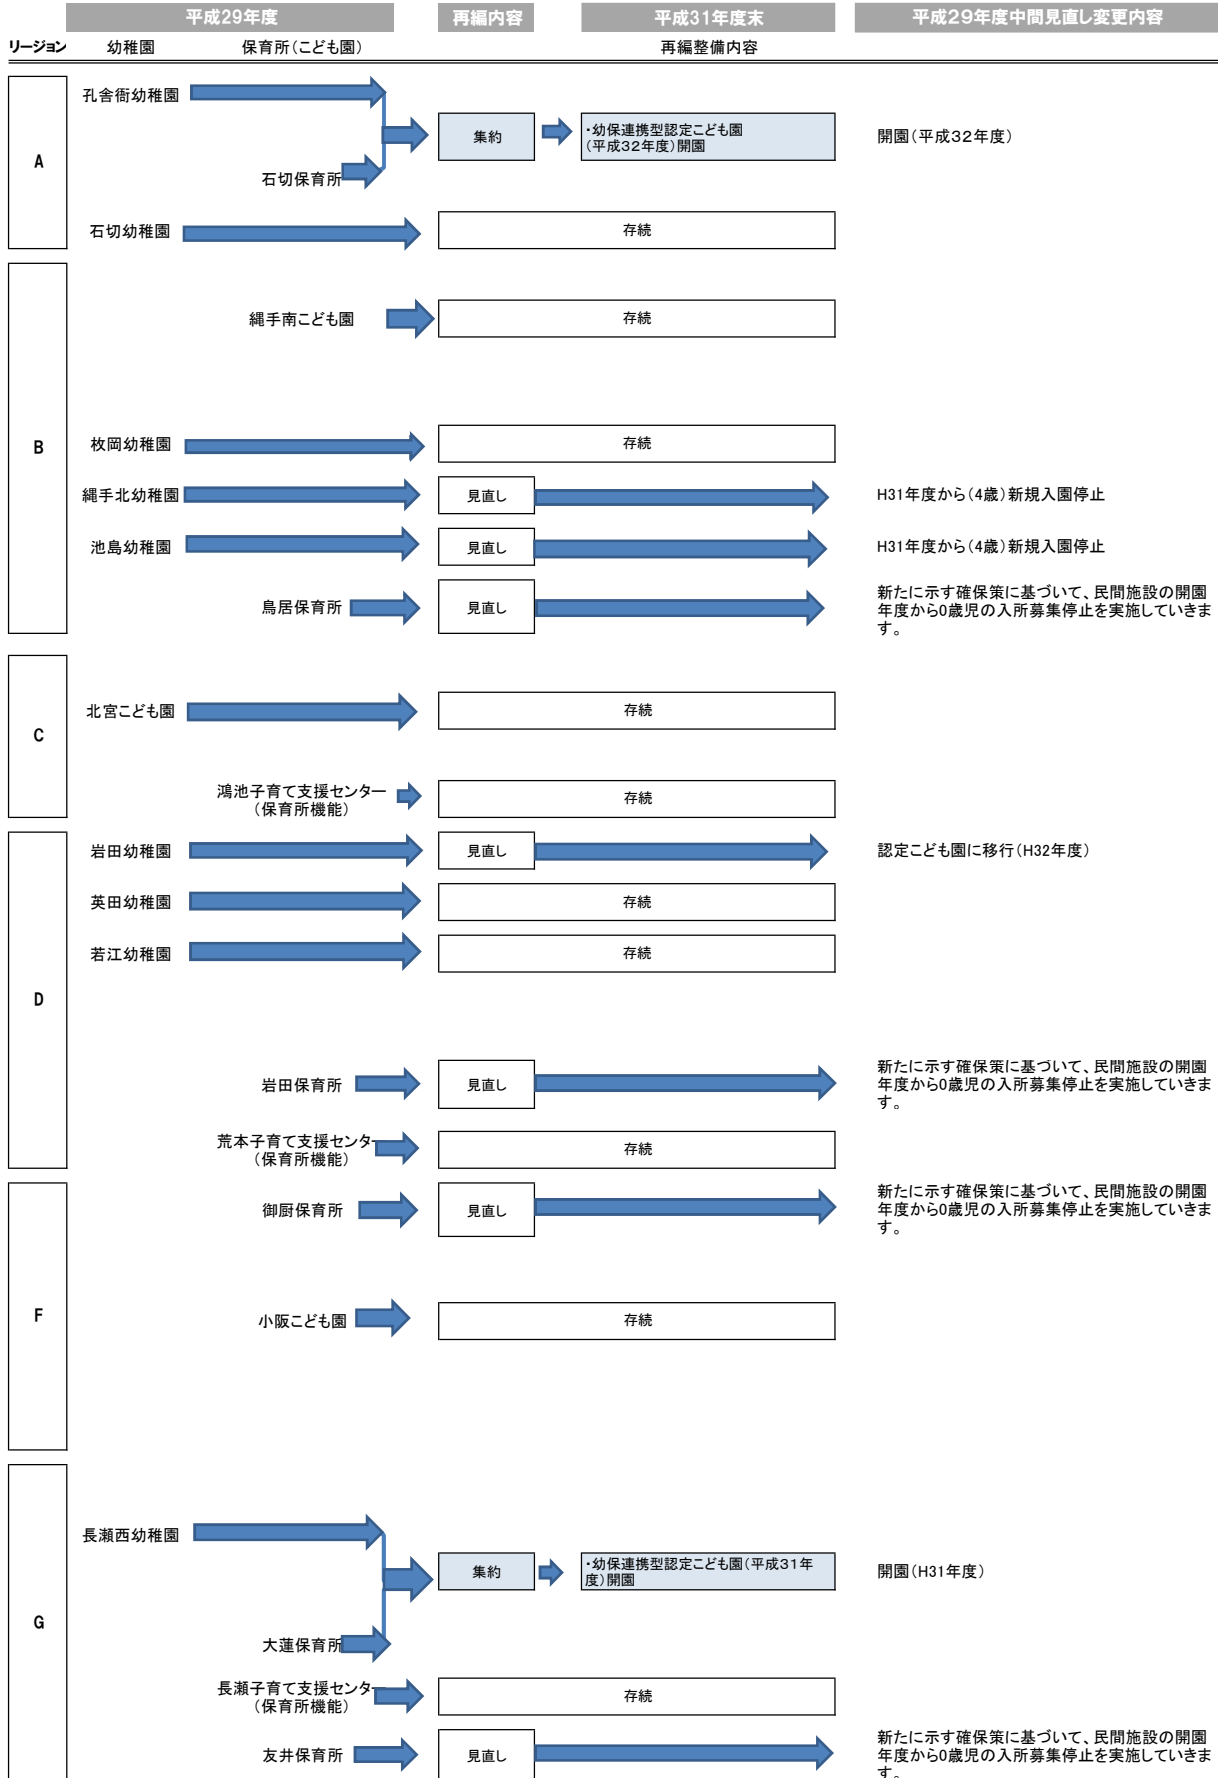 平成29年度 再編内容 平成31年度末 平成29年度中間見直し変更内容
リージョン 幼稚園 保育所(こども園) 再編整備内容
A
孔舎衙幼稚園
集約
・幼保連携型認定こども園
(平成32年度)開園
開園(平成32年度)
石切保育所
石切幼稚園 存続
B
縄手南こども園 存続
枚岡幼稚園 存続
縄手北幼稚園 見直し H31年度から(4歳)新規入園停止
池島幼稚園 見直し H31年度から(4歳)新規入園停止
鳥居保育所 見直し
新たに示す確保策に基づいて、民間施設の開園
年度から0歳児の入所募集停止を実施していきま
す。
C
北宮こども園 存続
鴻池子育て支援センター
(保育所機能)
存続
D
岩田幼稚園 見直し 認定こども園に移行(H32年度)
英田幼稚園 存続
若江幼稚園 存続
岩田保育所 見直し
新たに示す確保策に基づいて、民間施設の開園
年度から0歳児の入所募集停止を実施していきま
す。
荒本子育て支援センター
(保育所機能)
存続
F
御厨保育所 見直し
新たに示す確保策に基づいて、民間施設の開園
年度から0歳児の入所募集停止を実施していきま
す。
小阪こども園 存続
G
長瀬西幼稚園
集約
・幼保連携型認定こども園(平成31年
度)開園
開園(H31年度)
大蓮保育所
長瀬子育て支援センター
(保育所機能)
存続
友井保育所 見直し
新たに示す確保策に基づいて、民間施設の開園
年度から0歳児の入所募集停止を実施していきま
す。